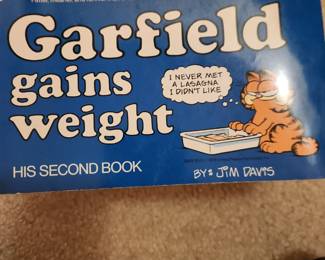 Garfield
gains
weight
I NEVER MET
A LASAGNA
I DIDN'T LIKE
HIS SECOND BOOK
BY: JIM DAVIS